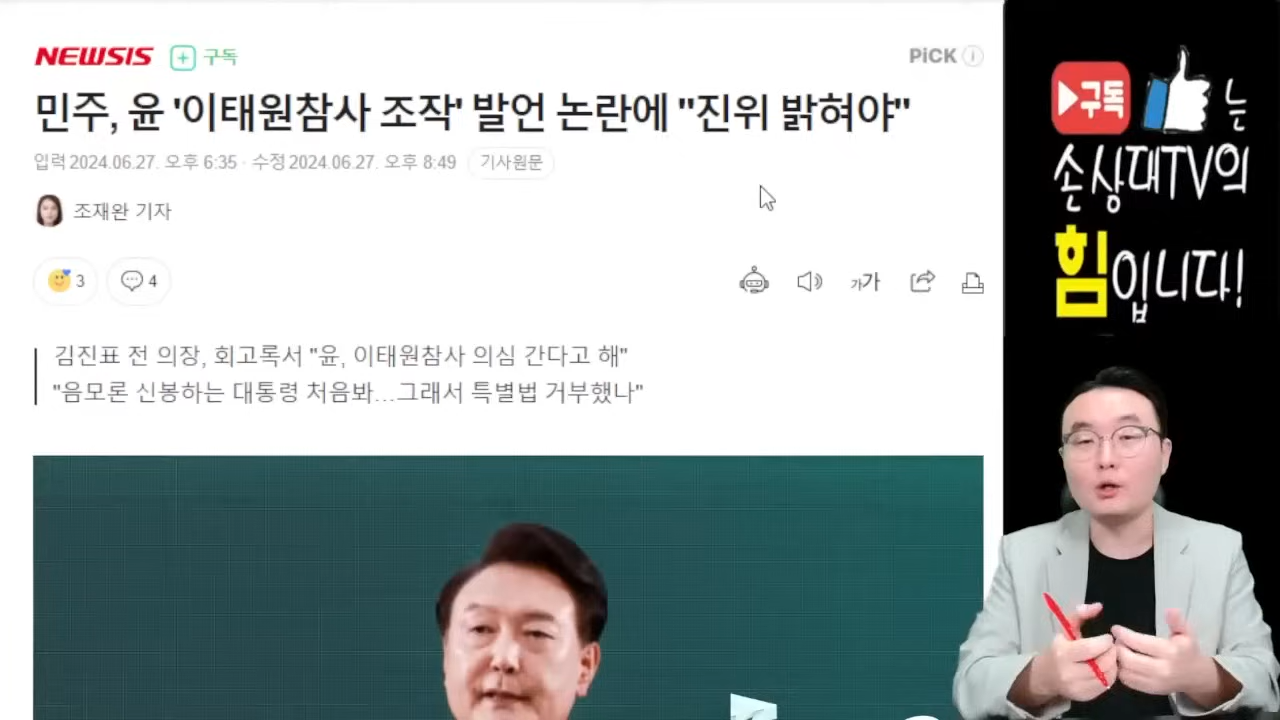 NEWSIS 구독
PiCK
민주, 윤 '이태원참사 조작' 발언 논란에 "진위 밝혀야"
입력 2024.06.27. 오후 6:35 · 수정 2024.06.27. 오후 8:49 기사원문
조재완 기자
3 4
가가
김진표 전 의장, 회고록서 "윤, 이태원참사 의심 간다고 해"
"음모론 신봉하는 대통령 처음봐…그래서 특별법 거부했나"
구독 는
손상대TV의
힘입니다!